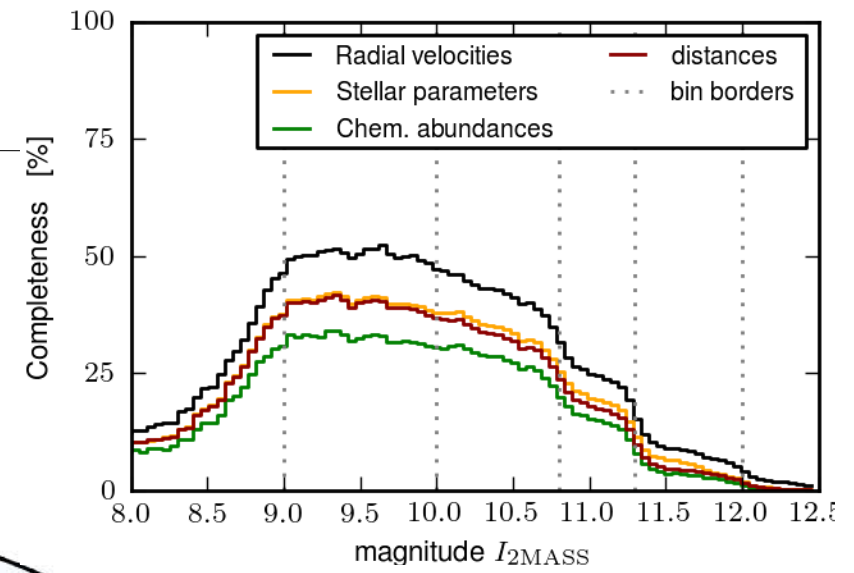 100
75
50
25
0
Completeness [%]
Radial velocities
Stellar parameters
Chem. abundances
distances
bin borders
8.0 8.5 9.0 9.5 10.0 10.5 11.0 11.5 12.0 12.5
magnitude I2MASS